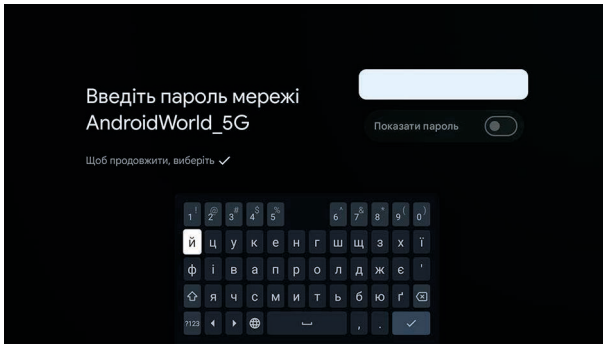 Введіть пароль мережі
AndroidWorld_5G
Показати пароль
Щоб продовжити, виберіть ✓
! @ # $ % ^ & * ( )
1 2 3 4 5 6 7 8 9 0
й ц у к е н г ш щ з х ї
ф і в а п р о л д ж є '
я ч с м и т ь б ю ґ
?123 , .